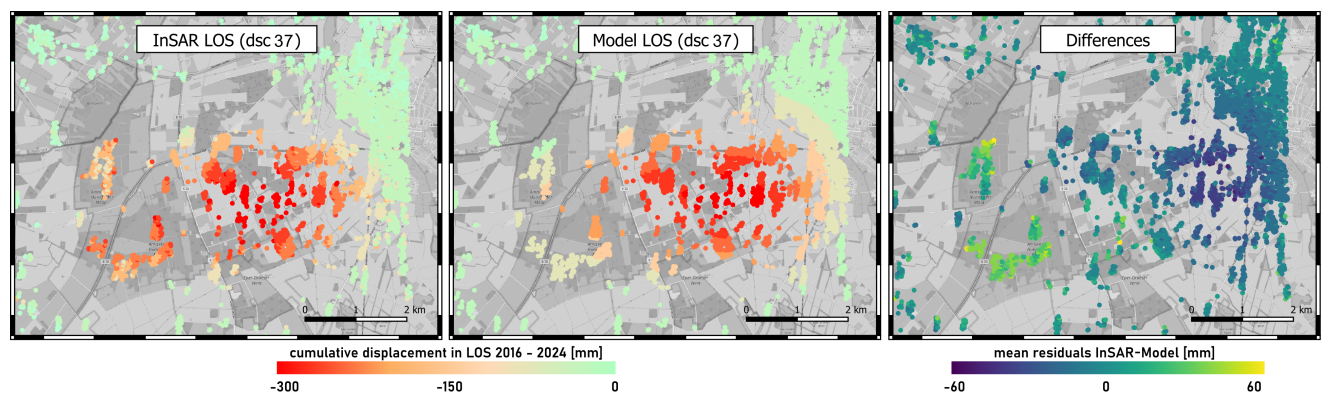 InSAR LOS (dsc 37)
Model LOS (dsc 37)
Differences
0 1 2 km
0 1 2 km
0 1 2 km
cumulative displacement in LOS 2016 - 2024 [mm]
-300 -150 0
mean residuals InSAR-Model [mm]
-60 0 60